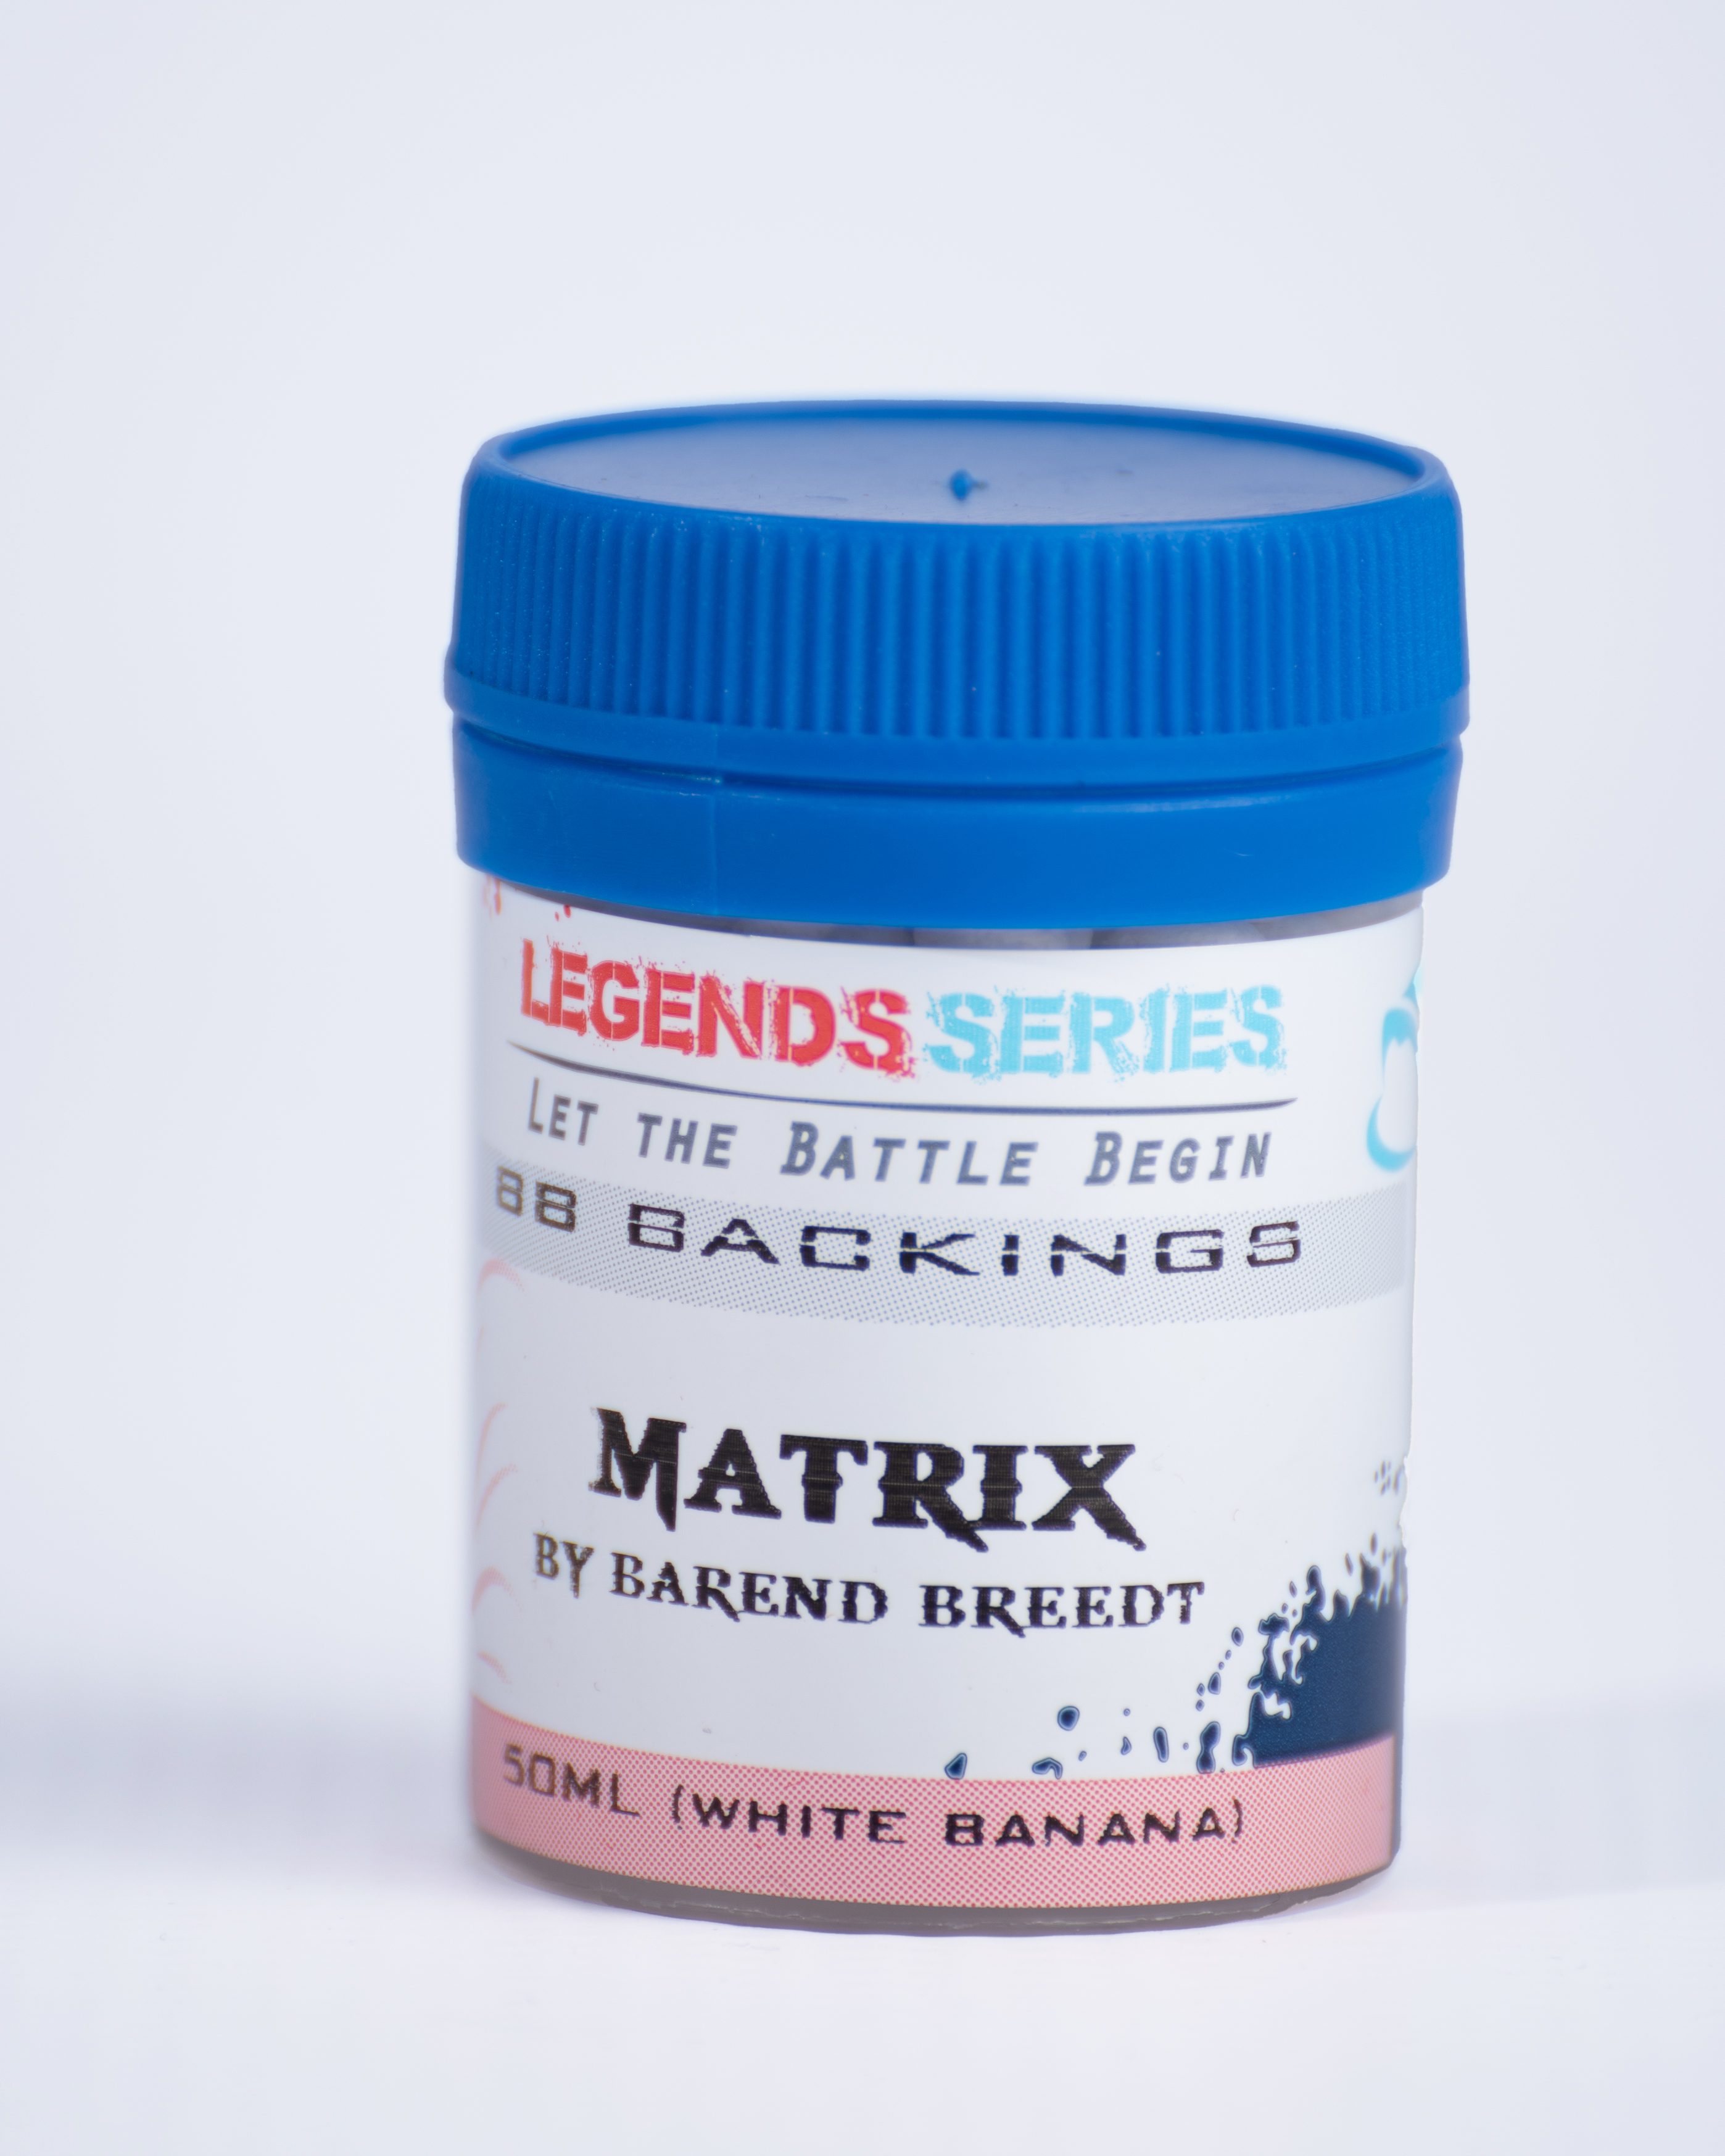 LEGENDS SERIES
LET THE BATTLE BEGIN
88 BACKINGS
MATRIX
BY BAREND BREEDT
50ML (WHITE BANANA)